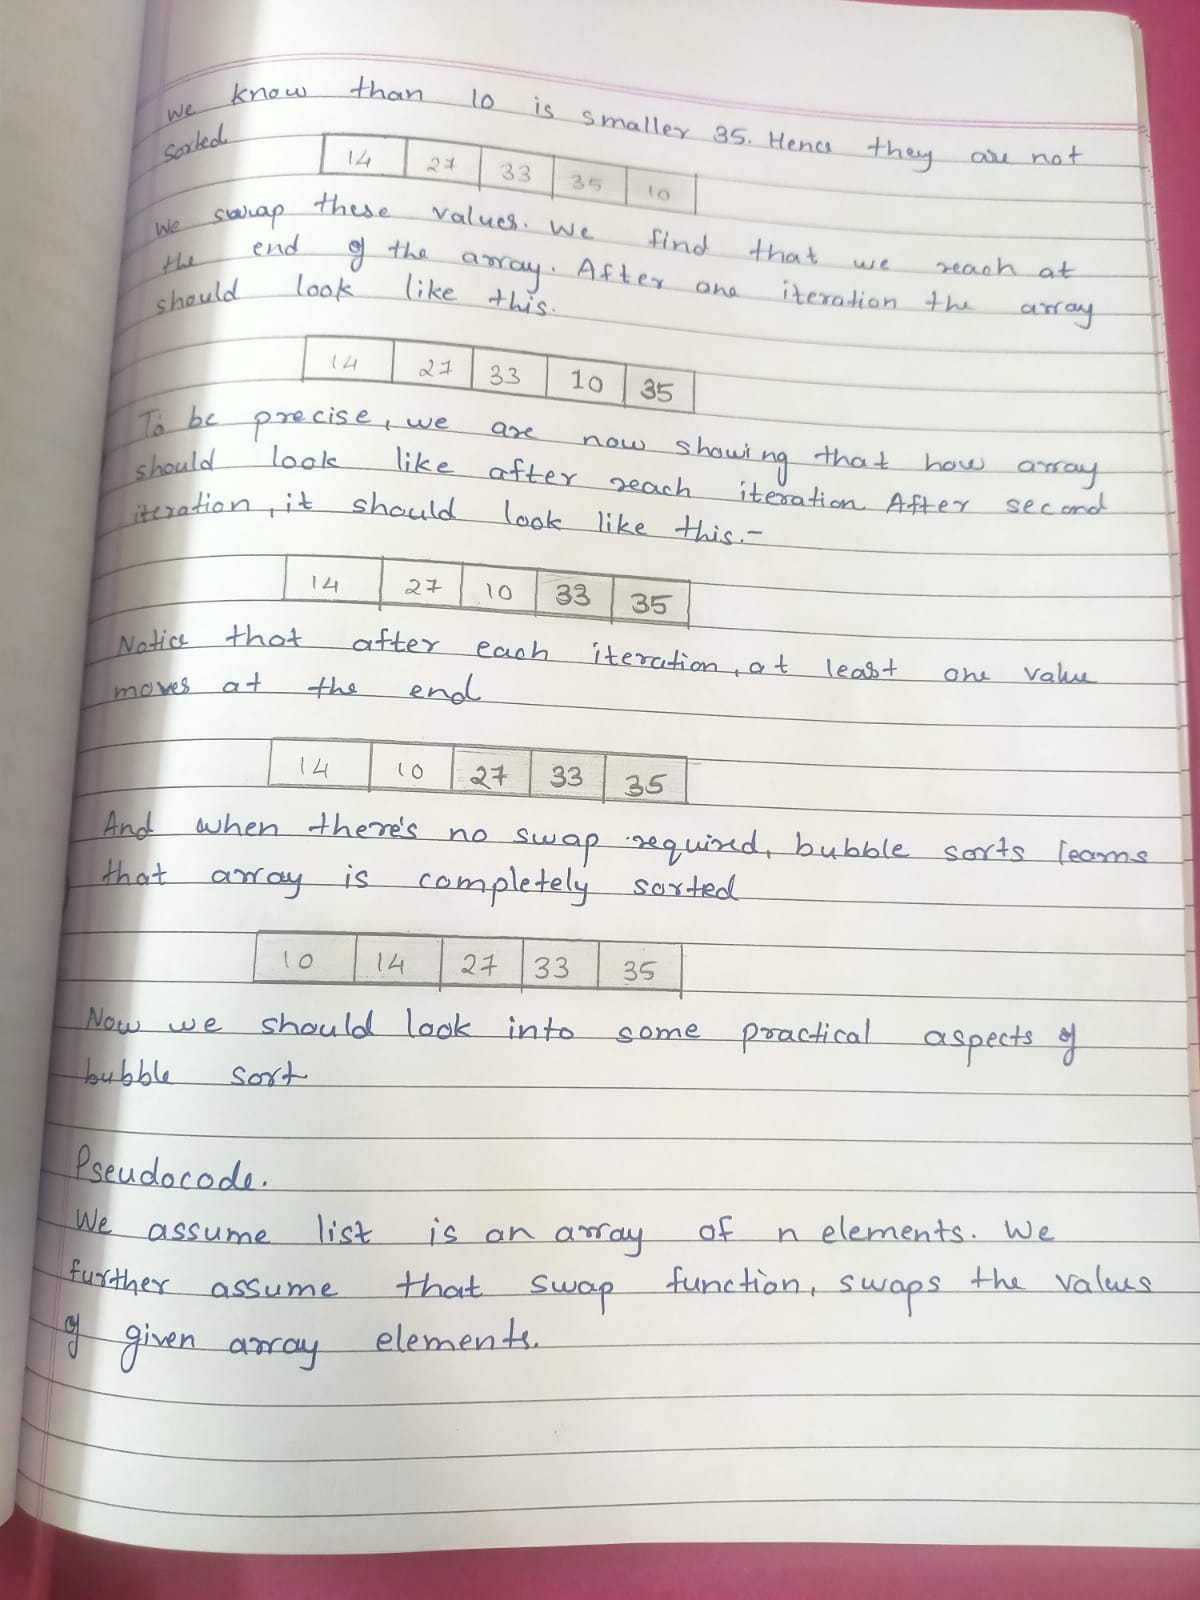 we know than 10 is smaller 35. Hence they are not
sorted.
14 27 33 35 10
We swap these values. We find that we reach at
the end of the array. After one iteration the array
should look like this.
14 27 33 10 35
To be precise, we are now showing that how array
should look like after reach iteration. After second
iteration, it should look like this.-
14 27 10 33 35
Notice that after each iteration, at least one value
moves at the end
14 10 27 33 35
And when there's no swap required, bubble sorts learns
that array is completely sorted
10 14 27 33 35
Now we should look into some practical aspects of
bubble sort
Pseudocode.
We assume list is an array of n elements. We
further assume that swap function, swaps the values
of given array elements.